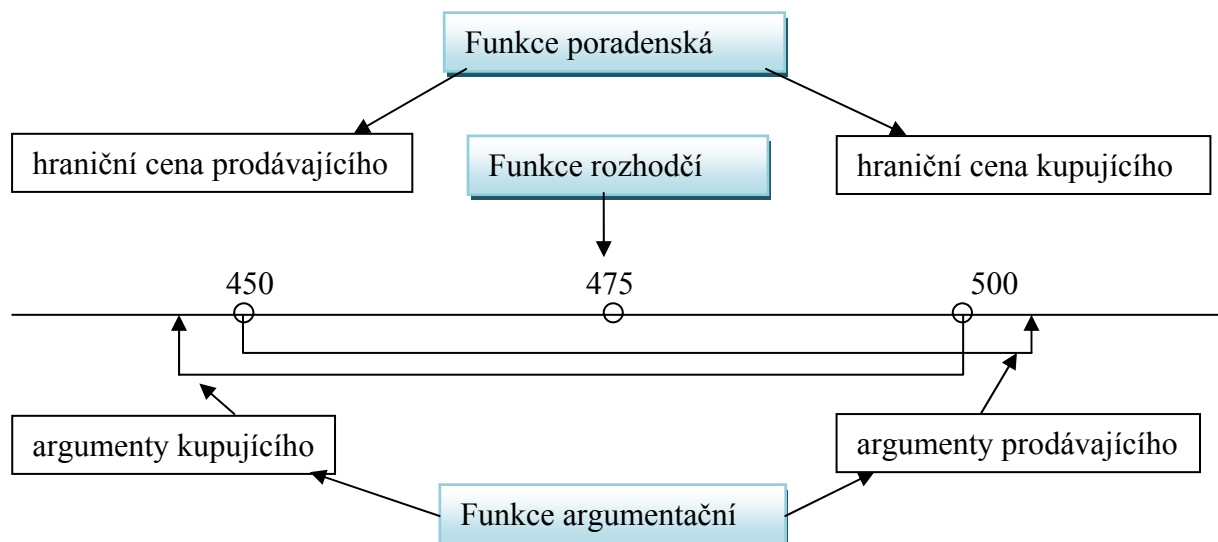 Funkce poradenská
hraniční cena prodávajícího
Funkce rozhodčí
hraniční cena kupujícího
450
475
500
argumenty kupujícího
argumenty prodávajícího
Funkce argumentační